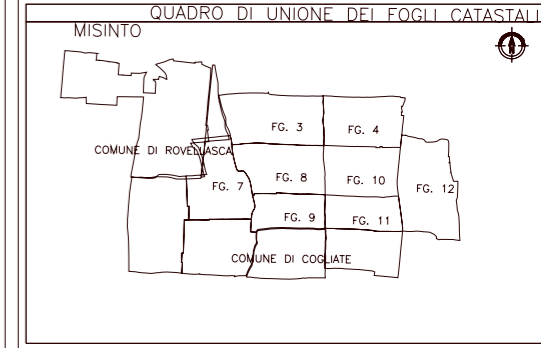 QUADRO DI UNIONE DEI FOGLI CATASTALI
MISINTO
N
FG. 3
FG. 4
COMUNE DI ROVELLASCA
FG. 7
FG. 8
FG. 10
FG. 12
FG. 9
FG. 11
COMUNE DI COGLIATE